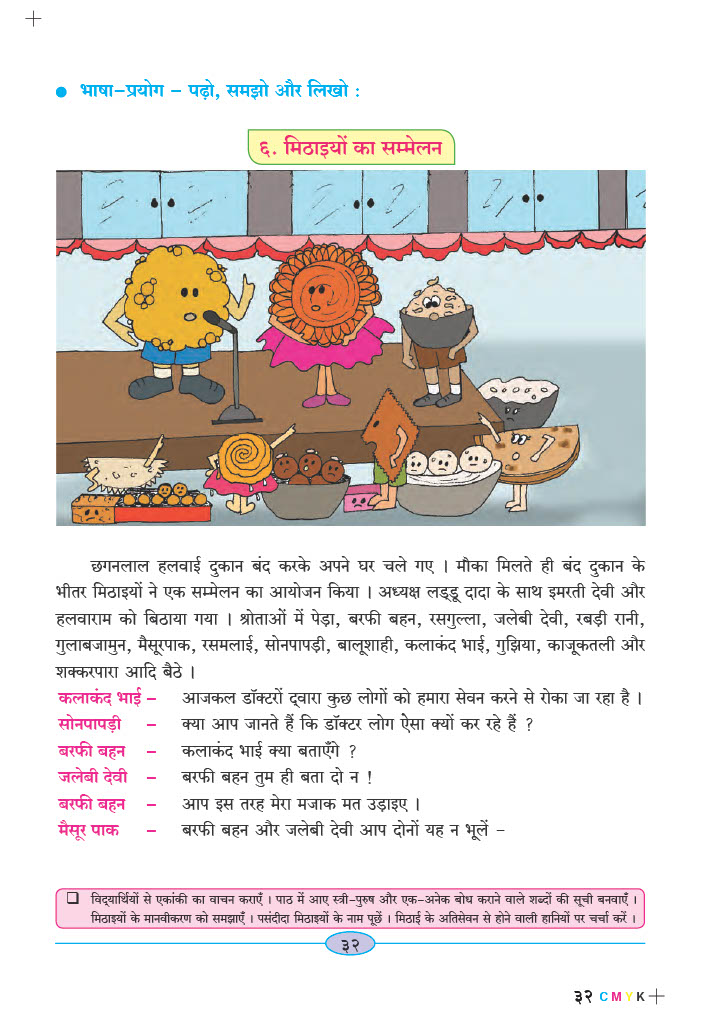 ● भाषा-प्रयोग - पढ़ो, समझो और लिखो :
६. मिठाइयों का सम्मेलन
छगनलाल हलवाई दुकान बंद करके अपने घर चले गए । मौका मिलते ही बंद दुकान के
भीतर मिठाइयों ने एक सम्मेलन का आयोजन किया । अध्यक्ष लड्डू दादा के साथ इमरती देवी और
हलवाराम को बिठाया गया । श्रोताओं में पेड़ा, बरफी बहन, रसगुल्ला, जलेबी देवी, रबड़ी रानी,
गुलाबजामुन, मैसूरपाक, रसमलाई, सोनपापड़ी, बालूशाही, कलाकंद भाई, गुझिया, काजूकतली और
शक्करपारा आदि बैठे ।
कलाकंद भाई - आजकल डॉक्टरों द्‌वारा कुछ लोगों को हमारा सेवन करने से रोका जा रहा है ।
सोनपापड़ी - क्या आप जानते हैं कि डॉक्टर लोग ऐसा क्यों कर रहे हैं ?
बरफी बहन - कलाकंद भाई क्या बताएँगे ?
जलेबी देवी - बरफी बहन तुम ही बता दो न !
बरफी बहन - आप इस तरह मेरा मजाक मत उड़ाइए ।
मैसूर पाक - बरफी बहन और जलेबी देवी आप दोनों यह न भूलें -
❑ विद्‌यार्थियों से एकांकी का वाचन कराएँ । पाठ में आए स्त्री-पुरुष और एक-अनेक बोध कराने वाले शब्दों की सूची बनवाएँ ।
मिठाइयों के मानवीकरण को समझाएँ । पसंदीदा मिठाइयों के नाम पूछें । मिठाई के अतिसेवन से होने वाली हानियों पर चर्चा करें ।
३२
३२ CMYK